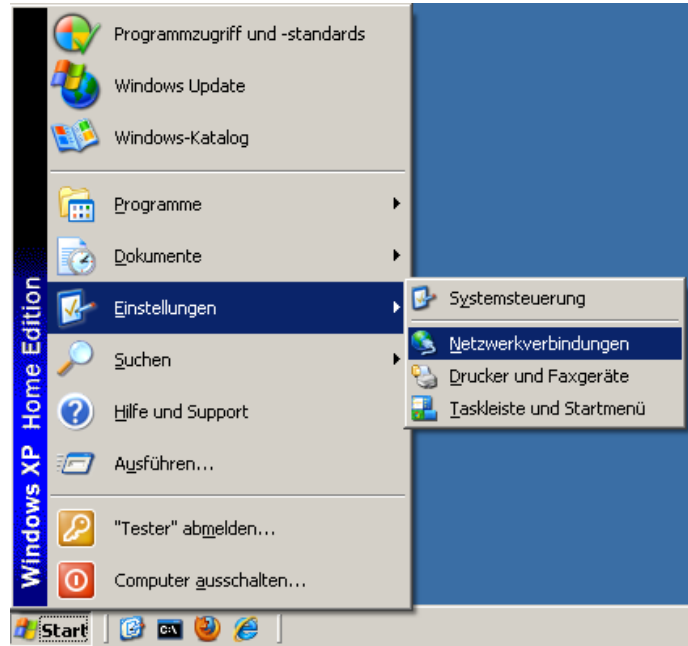 Programmzugriff und -standards
Windows Update
Windows-Katalog
Programme
Dokumente
Einstellungen
Suchen
Hilfe und Support
Ausführen...
"Tester" abmelden...
Computer ausschalten...
Systemsteuerung
Netzwerkverbindungen
Drucker und Faxgeräte
Taskleiste und Startmenü
Windows XP Home Edition
Start
C:\